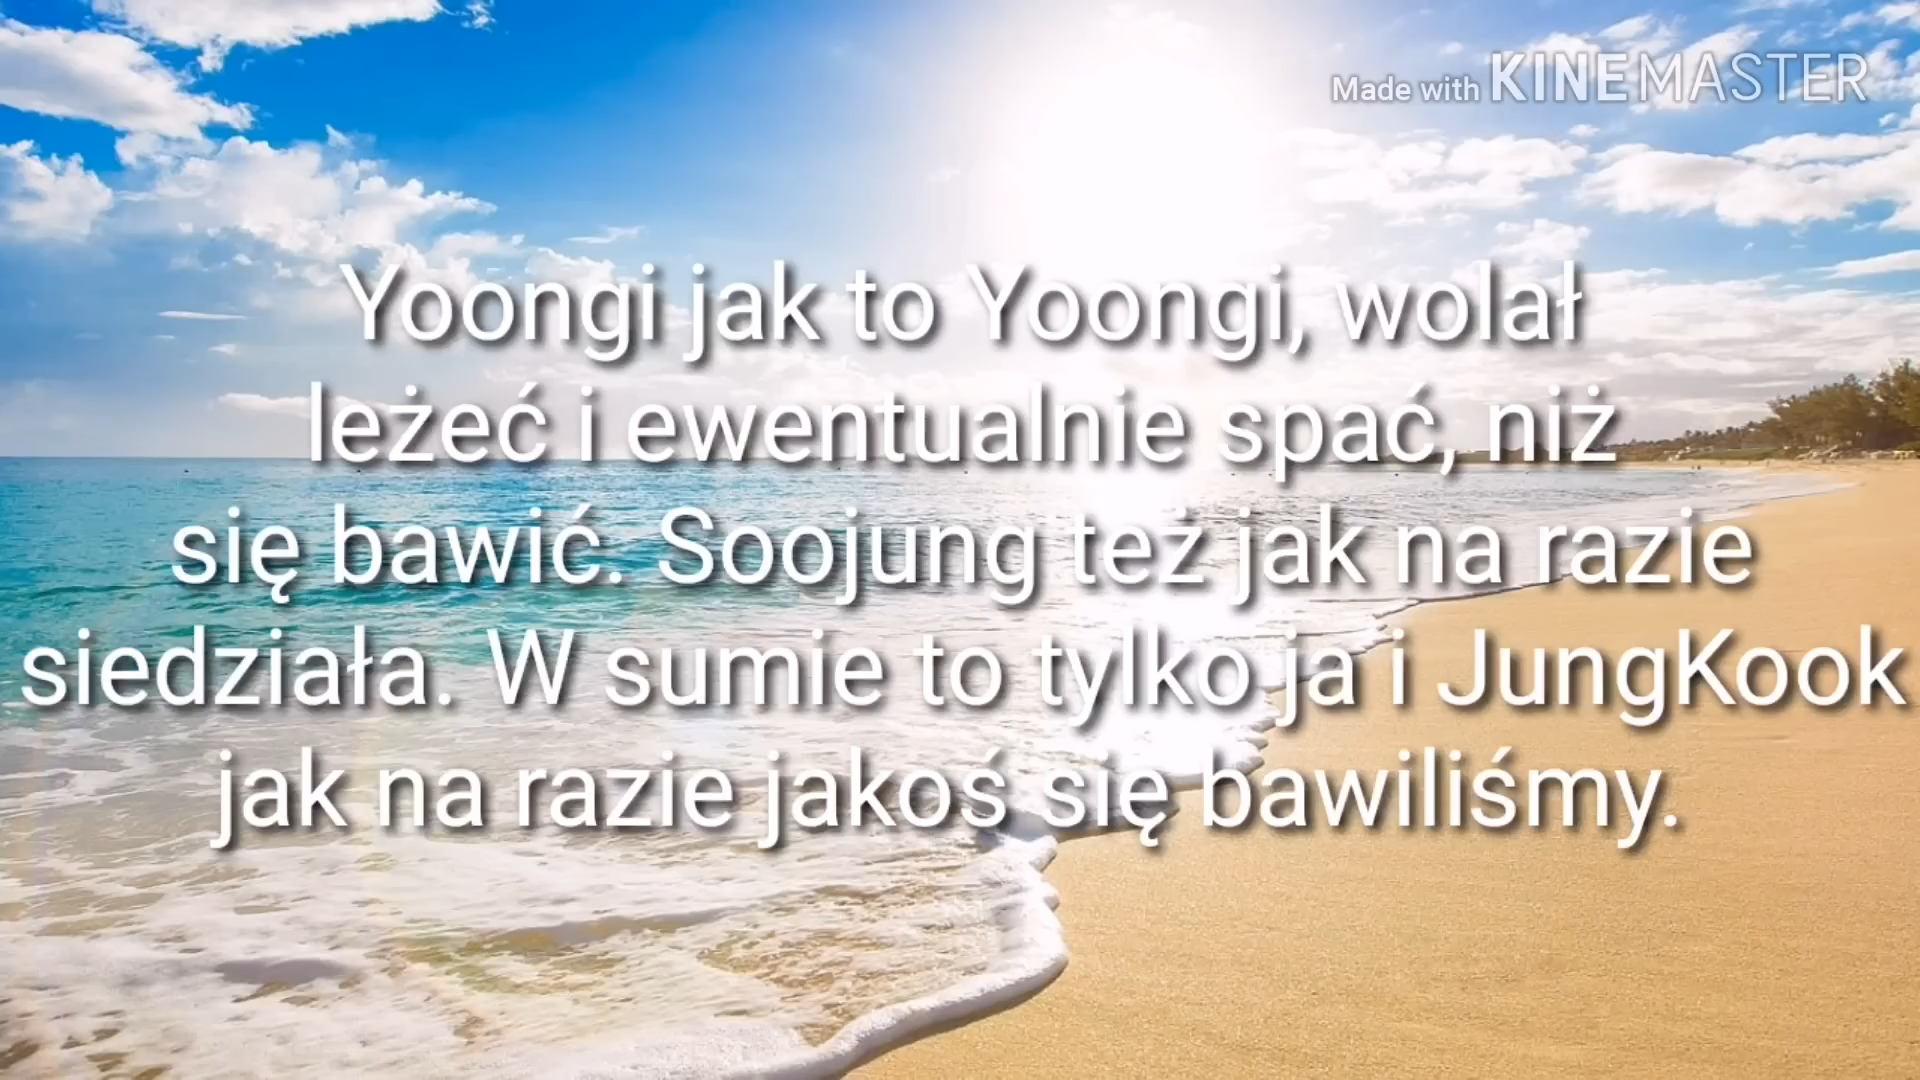 Made with KINEMASTER
Yoongi jak to Yoongi, wolał
leżeć i ewentualnie spać, niż
się bawić. Soojung też jak na razie
siedziała. W sumie to tylko ja i JungKook
jak na razie jakoś się bawiliśmy.